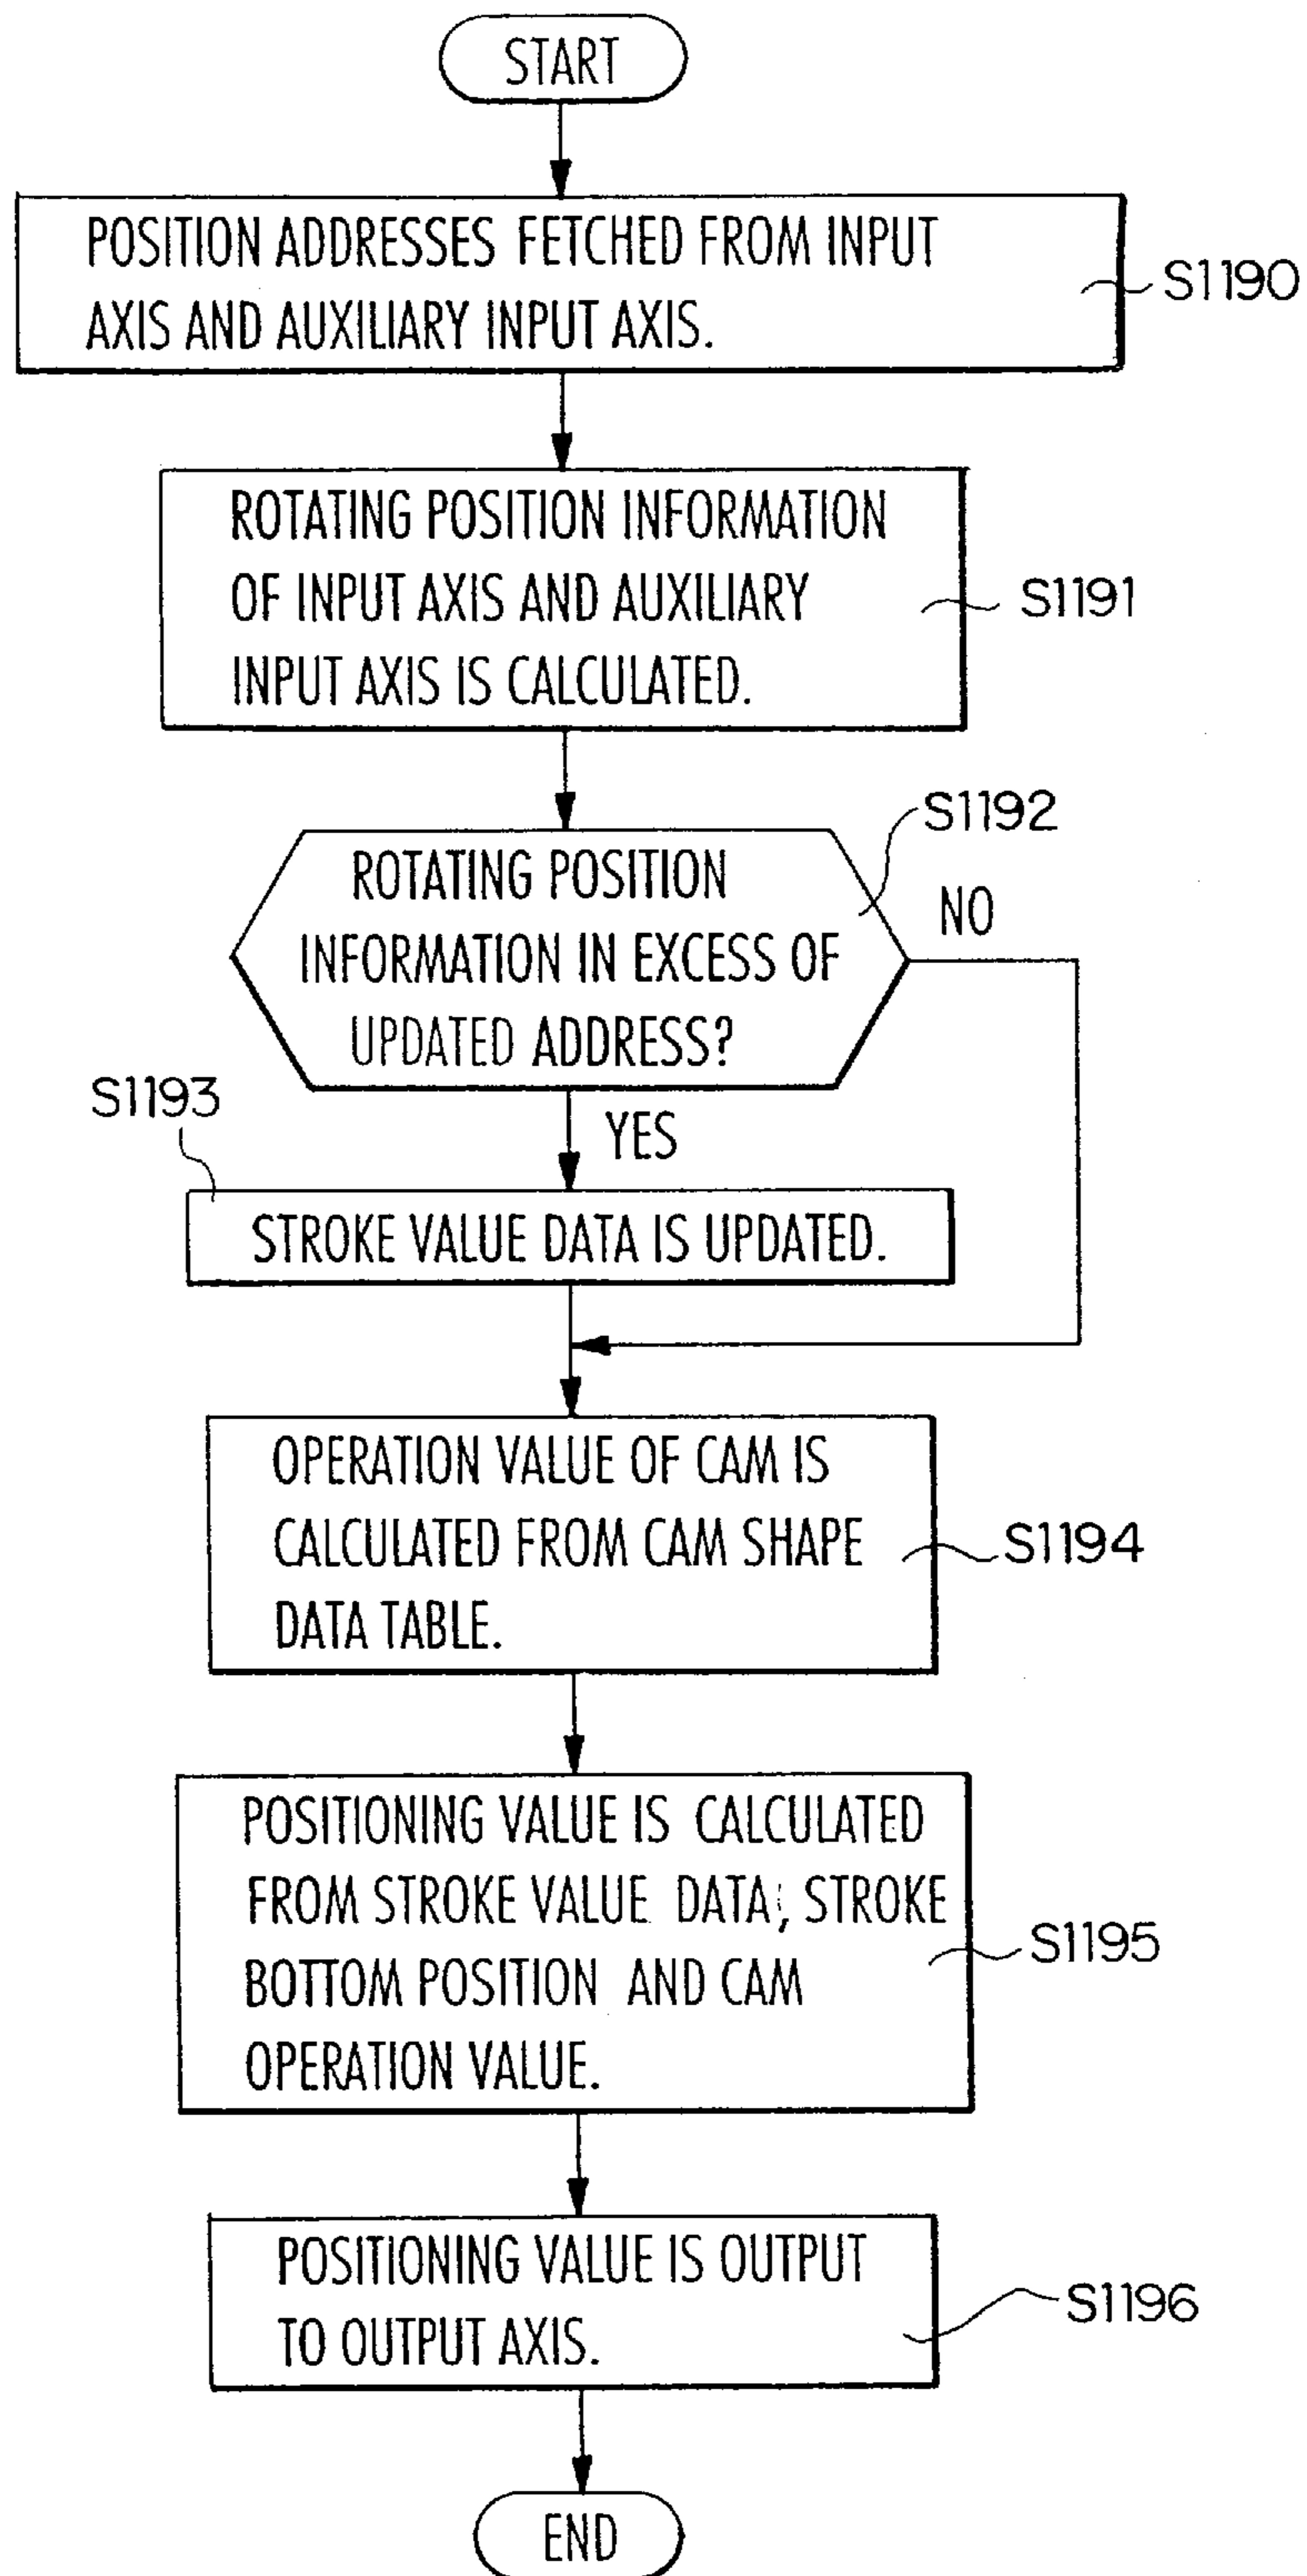 START
POSITION ADDRESSES FETCHED FROM INPUT
AXIS AND AUXILIARY INPUT AXIS.
S1190
ROTATING POSITION INFORMATION
OF INPUT AXIS AND AUXILIARY
INPUT AXIS IS CALCULATED.
S1191
S1192
ROTATING POSITION
INFORMATION IN EXCESS OF
UPDATED ADDRESS?
NO
YES
S1193
STROKE VALUE DATA IS UPDATED.
OPERATION VALUE OF CAM IS
CALCULATED FROM CAM SHAPE
DATA TABLE.
S1194
POSITIONING VALUE IS CALCULATED
FROM STROKE VALUE DATA, STROKE
BOTTOM POSITION AND CAM
OPERATION VALUE.
S1195
POSITIONING VALUE IS OUTPUT
TO OUTPUT AXIS.
S1196
END